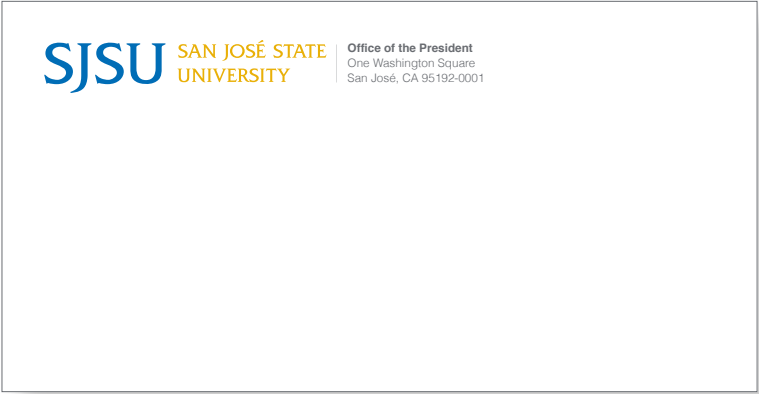 SJSU SAN JOSÉ STATE
UNIVERSITY
Office of the President
One Washington Square
San José, CA 95192-0001